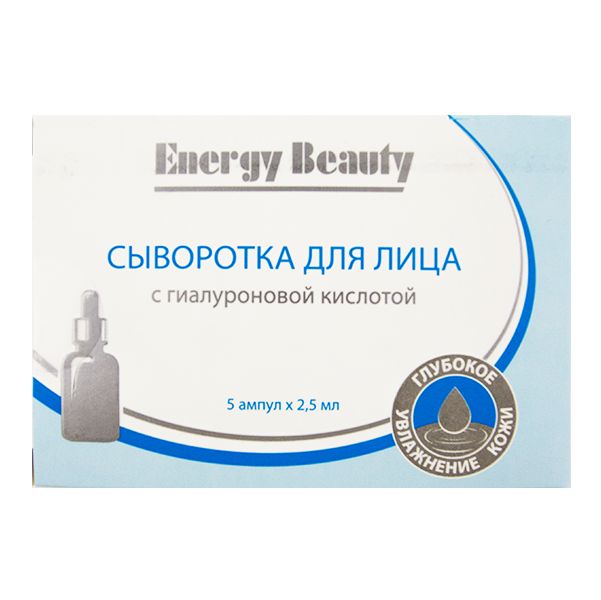 Energy Beauty
СЫВОРОТКА ДЛЯ ЛИЦА
с гиалуроновой кислотой
5 ампул х 2,5 мл
ГЛУБОКОЕ
УВЛАЖНЕНИЕ КОЖИ